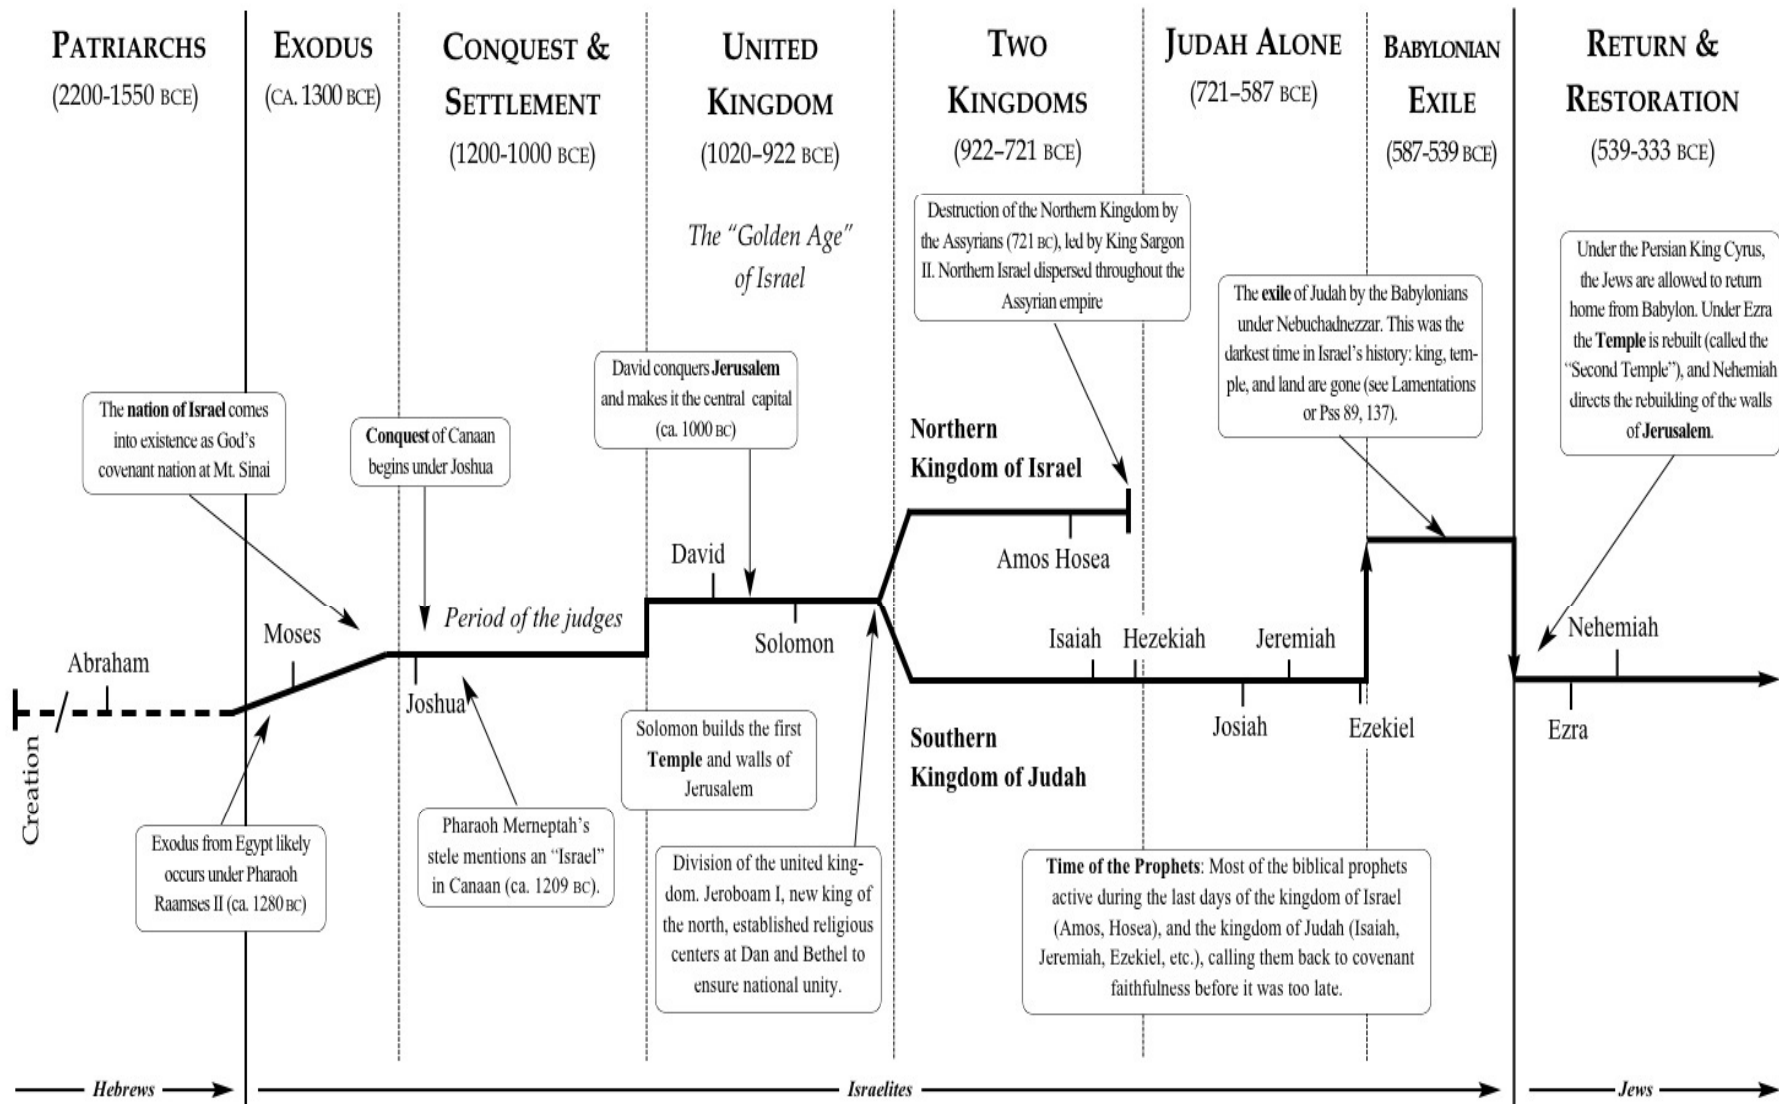 PATRIARCHS
(2200-1550 BCE)
EXODUS
(CA. 1300 BCE)
CONQUEST &
SETTLEMENT
(1200-1000 BCE)
UNITED
KINGDOM
(1020–922 BCE)
TWO
KINGDOMS
(922–721 BCE)
JUDAH ALONE
(721–587 BCE)
BABYLONIAN
EXILE
(587-539 BCE)
RETURN &
RESTORATION
(539-333 BCE)
The “Golden Age”
of Israel
Destruction of the Northern Kingdom by
the Assyrians (721 BC), led by King Sargon
II. Northern Israel dispersed throughout the
Assyrian empire
The exile of Judah by the Babylonians
under Nebuchadnezzar. This was the
darkest time in Israel’s history: king, tem-
ple, and land are gone (see Lamentations
or Pss 89, 137).
Under the Persian King Cyrus,
the Jews are allowed to return
home from Babylon. Under Ezra
the Temple is rebuilt (called the
“Second Temple”), and Nehemiah
directs the rebuilding of the walls
of Jerusalem.
The nation of Israel comes
into existence as God’s
covenant nation at Mt. Sinai
Conquest of Canaan
begins under Joshua
David conquers Jerusalem
and makes it the central capital
(ca. 1000 BC)
Northern
Kingdom of Israel
David
Amos Hosea
Abraham
Moses
Period of the judges
Joshua
Solomon
Isaiah
Hezekiah
Jeremiah
Nehemiah
Josiah
Ezekiel
Ezra
Creation
Solomon builds the first
Temple and walls of
Jerusalem
Southern
Kingdom of Judah
Exodus from Egypt likely
occurs under Pharaoh
Raamses II (ca. 1280 BC)
Pharaoh Merneptah’s
stele mentions an “Israel”
in Canaan (ca. 1209 BC).
Division of the united king-
dom. Jeroboam I, new king of
the north, established religious
centers at Dan and Bethel to
ensure national unity.
Time of the Prophets: Most of the biblical prophets
active during the last days of the kingdom of Israel
(Amos, Hosea), and the kingdom of Judah (Isaiah,
Jeremiah, Ezekiel, etc.), calling them back to covenant
faithfulness before it was too late.
Hebrews
Israelites
Jews